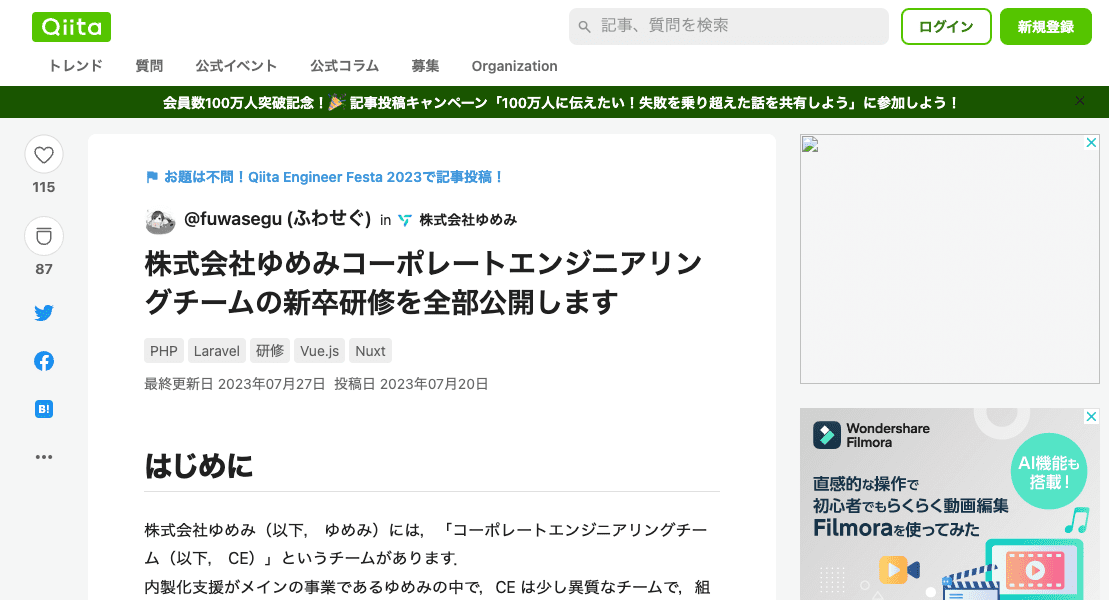 Qiita
記事、質問を検索
ログイン
新規登録
トレンド 質問 公式イベント 公式コラム 募集 Organization
会員数100万人突破記念！🎉 記事投稿キャンペーン「100万人に伝えたい！失敗を乗り越えた話を共有しよう」に参加しよう！
115
87
B!
お題は不問！Qiita Engineer Festa 2023で記事投稿！
@fuwasegu (ふわせぐ) in 株式会社ゆめみ
株式会社ゆめみコーポレートエンジニアリン
グチームの新卒研修を全部公開します
PHP Laravel 研修 Vue.js Nuxt
最終更新日 2023年07月27日 投稿日 2023年07月20日
はじめに
株式会社ゆめみ（以下， ゆめみ）には，「コーポレートエンジニアリングチー
ム（以下， CE）」というチームがあります．
内製化支援がメインの事業であるゆめみの中で，CE は少し異質なチームで，組
Wondershare
Filmora
AI機能も
搭載！
直感的な操作で
初心者でもらくらく動画編集
Filmoraを使ってみた